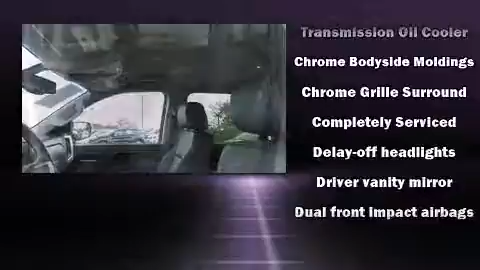 Transmission Oil Cooler
Chrome Bodyside Moldings
Chrome Grille Surround
Completely Serviced
Delay-off headlights
Driver vanity mirror
Dual front impact airbags